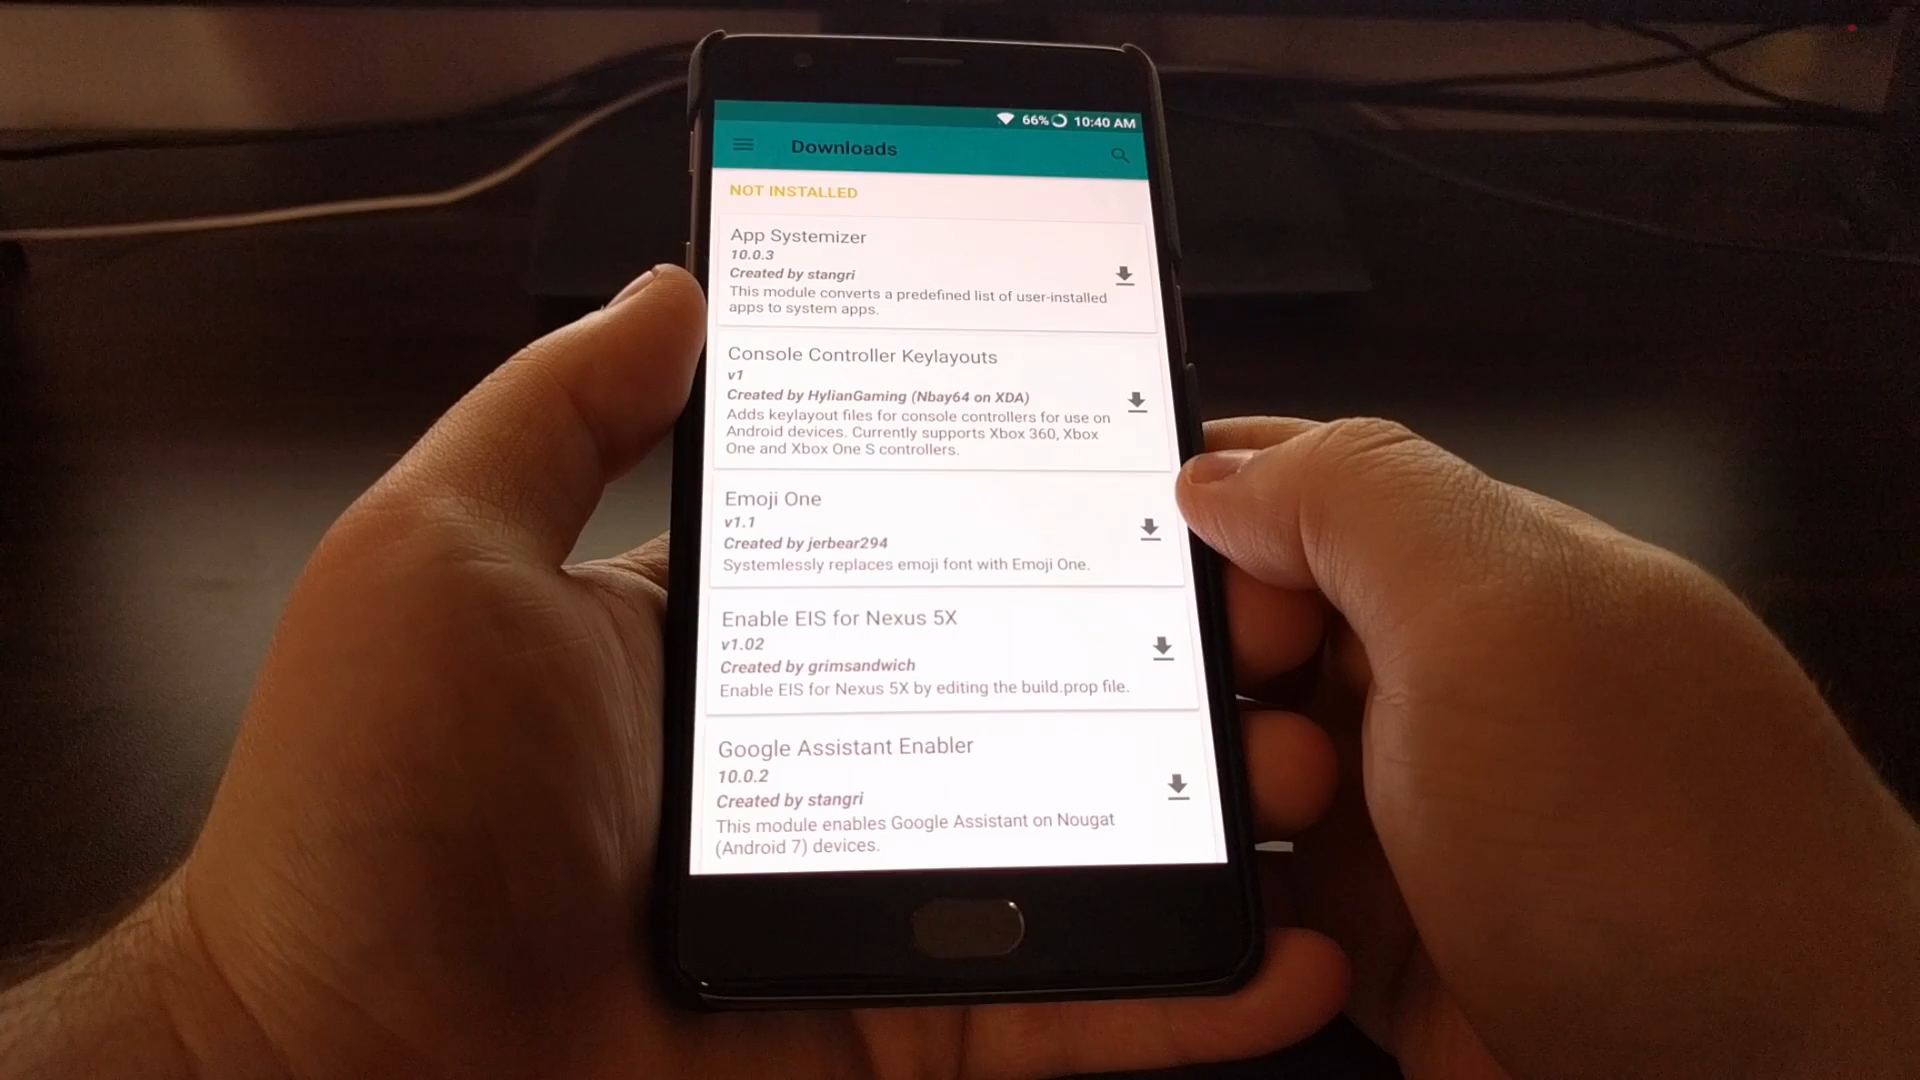 66% 10:40 AM
Downloads
NOT INSTALLED
App Systemizer
10.0.3
Created by stangri
This module converts a predefined list of user-installed
apps to system apps.
Console Controller Keylayouts
v1
Created by HylianGaming (Nbay64 on XDA)
Adds keylayout files for console controllers for use on
Android devices. Currently supports Xbox 360, Xbox
One and Xbox One S controllers.
Emoji One
v1.1
Created by jerbear294
Systemlessly replaces emoji font with Emoji One.
Enable EIS for Nexus 5X
v1.02
Created by grimsandwich
Enable EIS for Nexus 5X by editing the build.prop file.
Google Assistant Enabler
10.0.2
Created by stangri
This module enables Google Assistant on Nougat
(Android 7) devices.